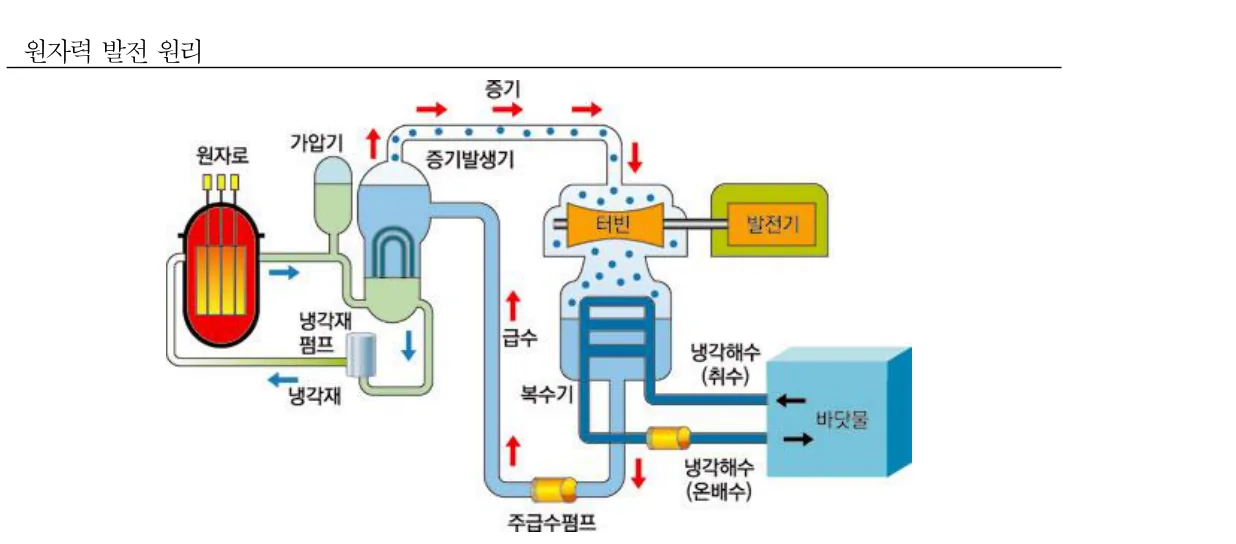 원자력 발전 원리
증기
가압기
원자로
증기발생기
터빈
발전기
냉각재
펌프
급수
냉각해수
(취수)
복수기
냉각재
바닷물
냉각해수
(온배수)
주급수펌프